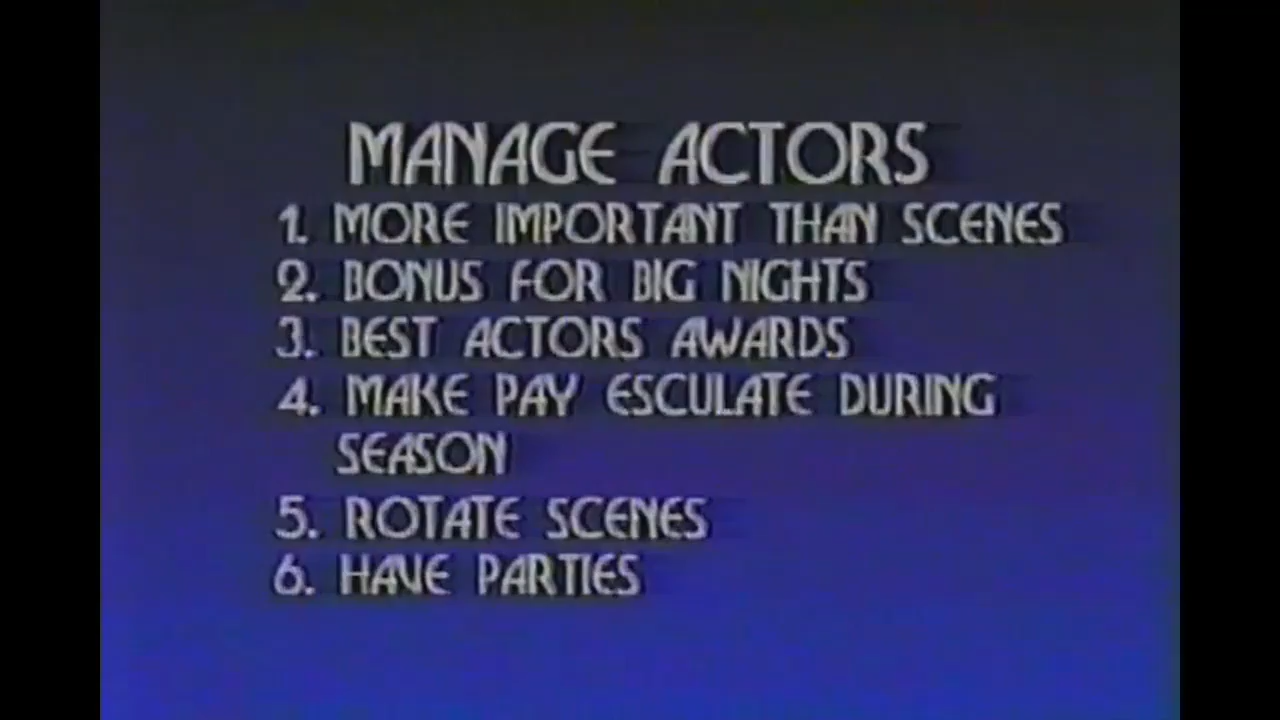 MANAGE ACTORS
1. MORE IMPORTANT THAN SCENES
2. BONUS FOR BIG NIGHTS
3. BEST ACTORS AWARDS
4. MAKE PAY ESCULATE DURING
SEASON
5. ROTATE SCENES
6. HAVE PARTIES